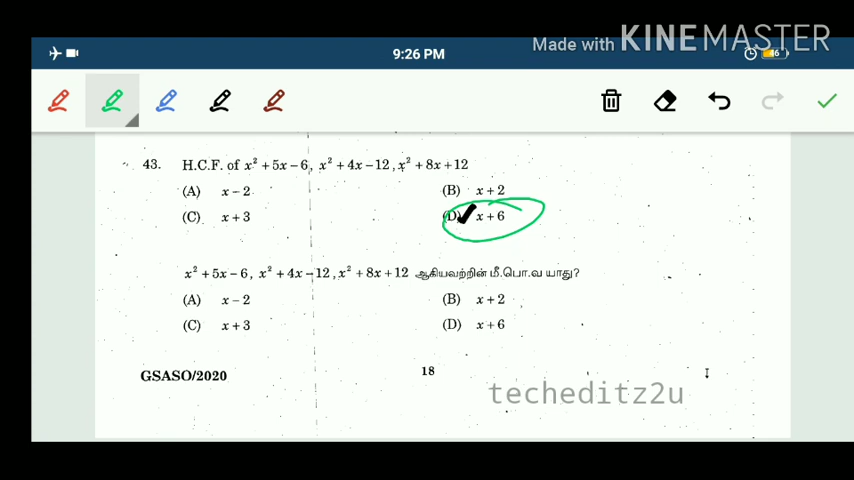 Made with KINEMASTER
9:26 PM
46
43. H.C.F. of x² + 5x − 6, x² + 4x − 12, x² + 8x + 12
(A) x − 2 (B) x + 2
(C) x + 3 (D) x + 6
x² + 5x − 6, x² + 4x − 12, x² + 8x + 12 ஆகியவற்றின் மீ.பொ.வ யாது?
(A) x − 2 (B) x + 2
(C) x + 3 (D) x + 6
GSASO/2020 18
techeditz2u